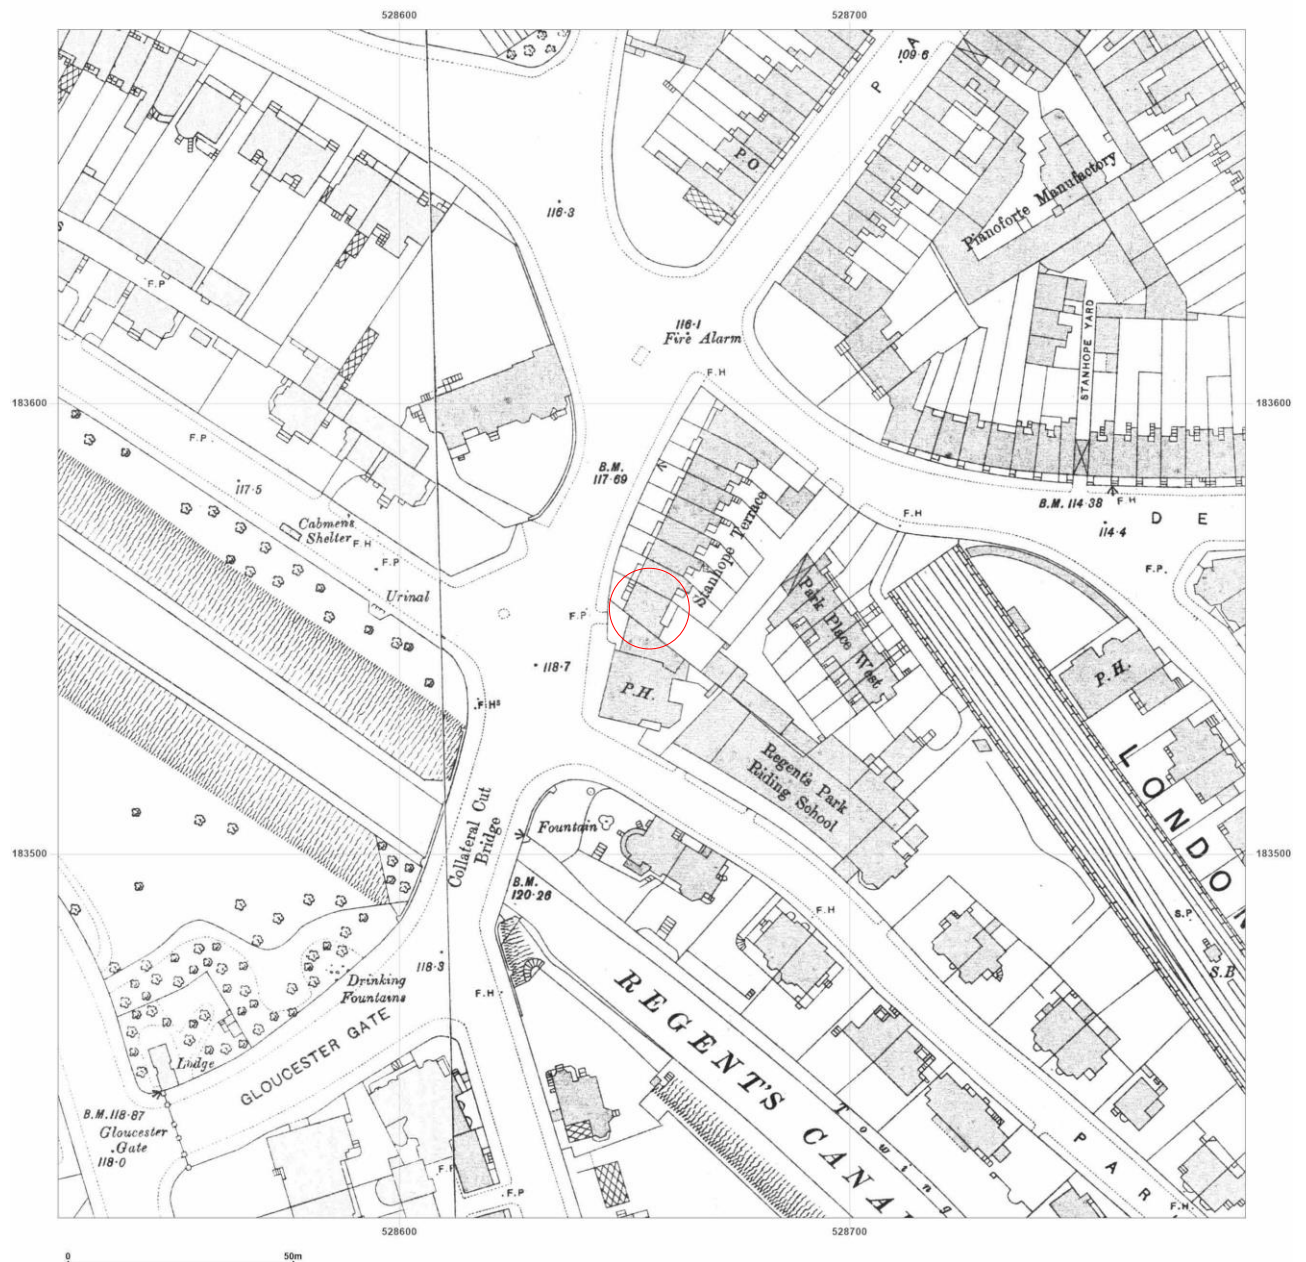 528600
528700
P A
109·6
P.O
116·3
Pianoforte Manufactory
F.P
116·1
Fire Alarm
STANHOPE YARD
F.H
183600
183600
F.P.
B.M.
117·69
117·5
Cabmen's
Shelter
F.H
F.P
Stanhope Terrace
B.M. 114·38
F.H
D E
114·4
F.H
F.P.
Urinal
F.P
Park Place West
118·7
P.H.
P.H.
F.Hs
Regent's Park
Riding School
LONDON
Collateral Cut
Bridge
Fountain
183500
183500
B.M.
120·26
F.H
S.P.
S.B
118·3
Drinking
Fountains
F.H
REGENT'S CANAL
Towing
GLOUCESTER GATE
Lodge
B.M. 118·87
Gloucester
Gate
118·0
F.P
F.P
P A R
F.H.
528600
528700
0
50m